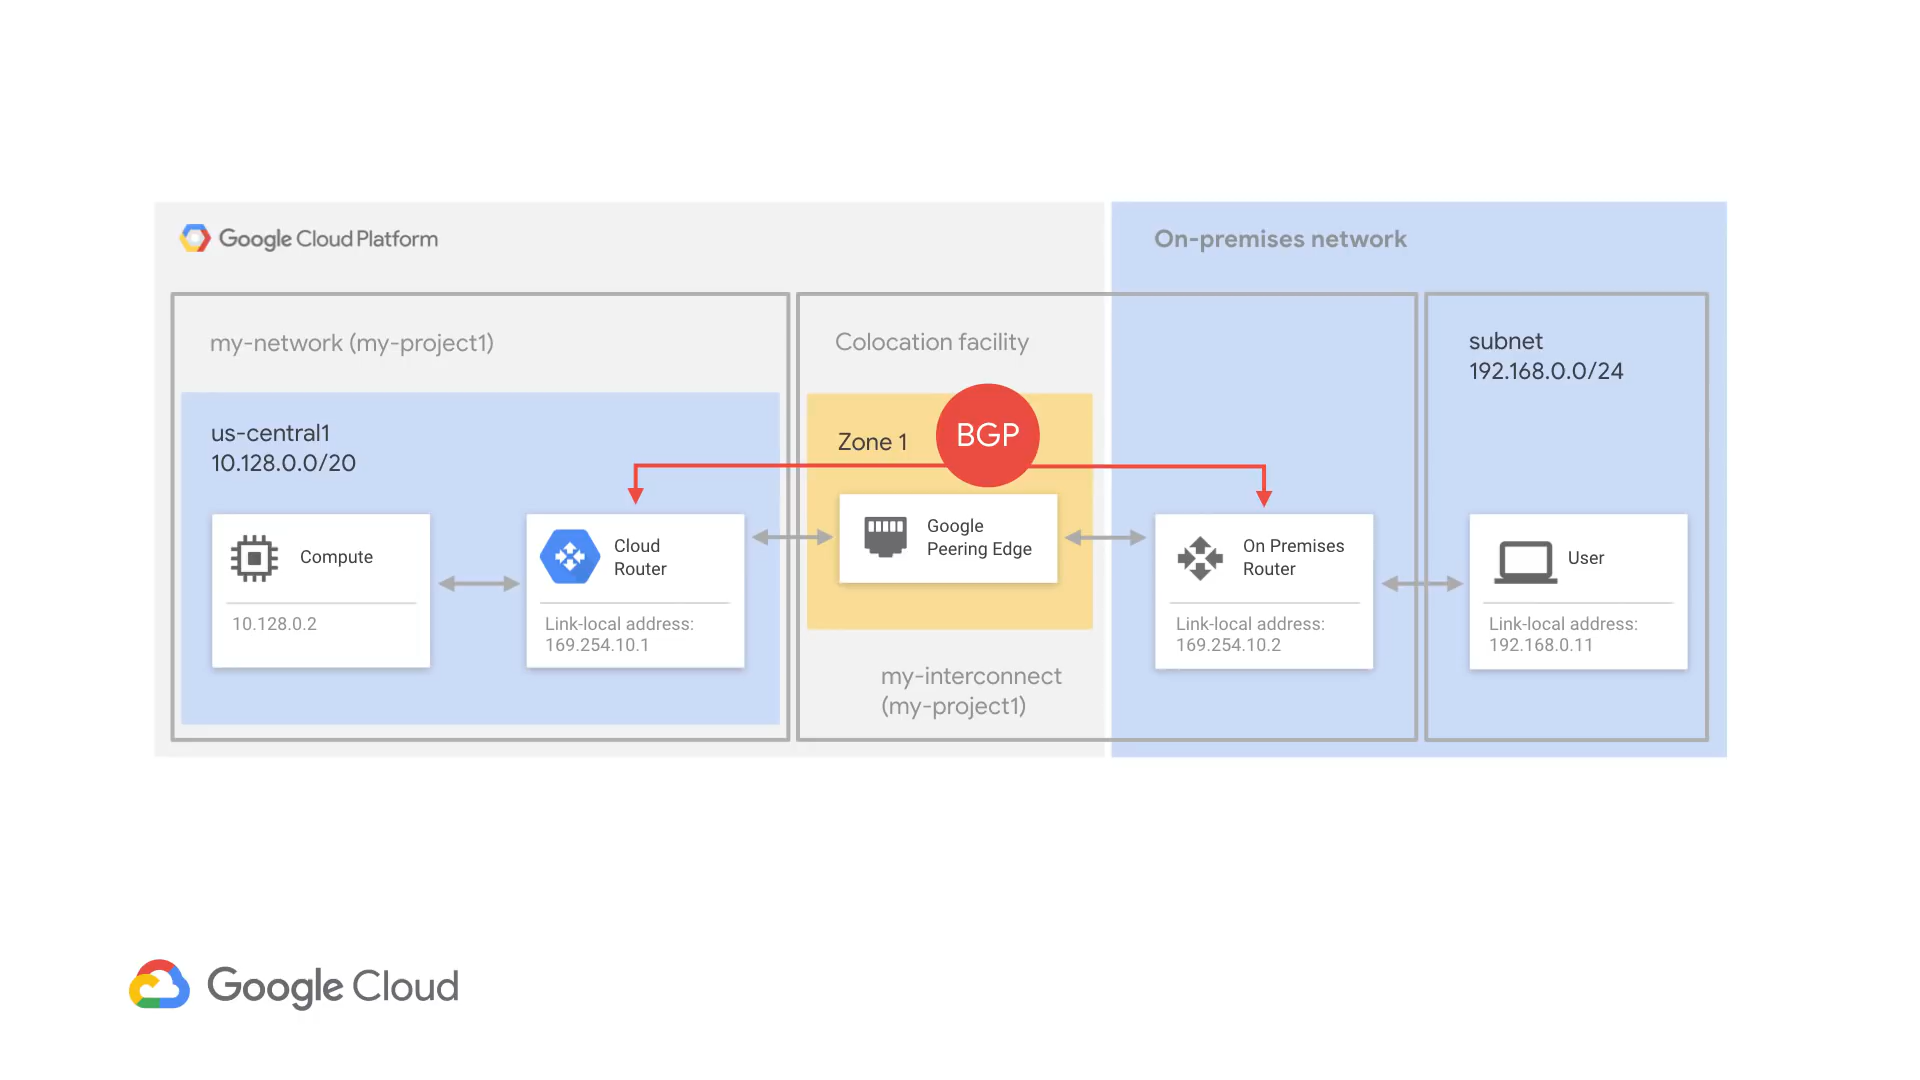 Google Cloud Platform
On-premises network
my-network (my-project1)
Colocation facility
subnet
192.168.0.0/24
us-central1
10.128.0.0/20
Zone 1
BGP
Compute
10.128.0.2
Cloud
Router
Link-local address:
169.254.10.1
Google
Peering Edge
On Premises
Router
Link-local address:
169.254.10.2
User
Link-local address:
192.168.0.11
my-interconnect
(my-project1)
Google Cloud